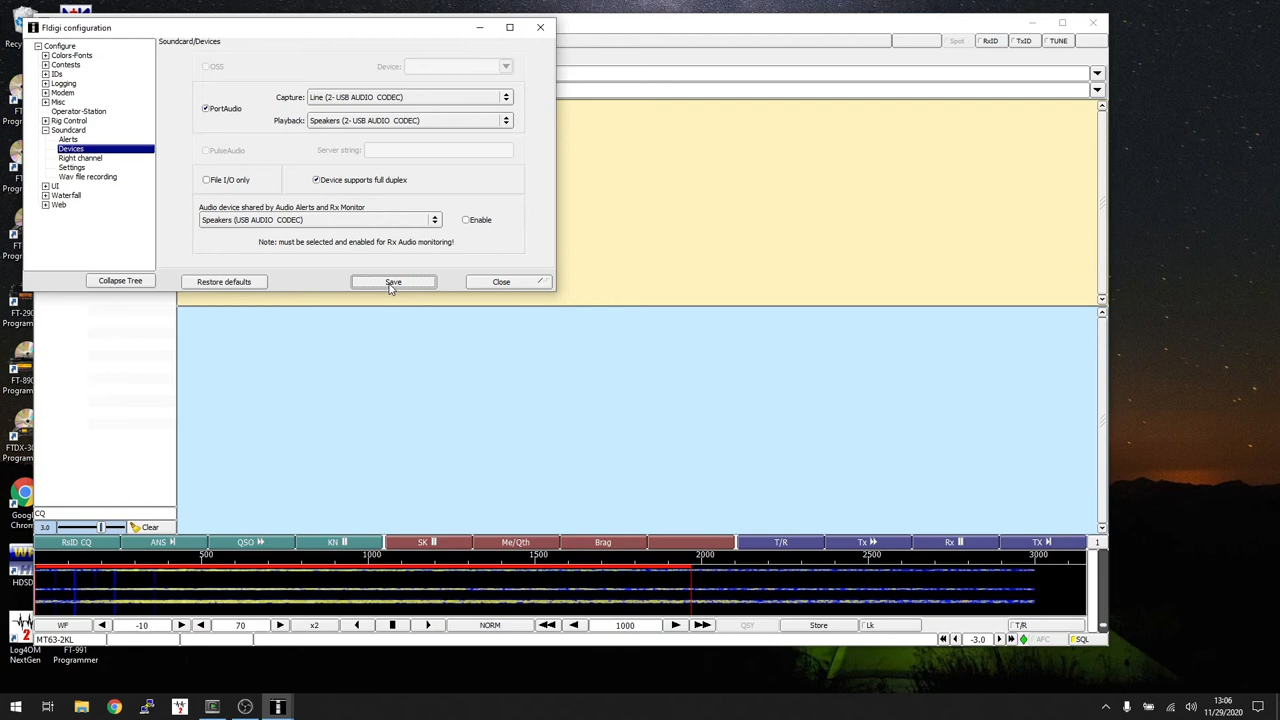 Fldigi configuration
Configure
Colors-Fonts
Contests
IDs
Logging
Modem
Misc
Operator-Station
Rig Control
Soundcard
Alerts
Devices
Right channel
Settings
Wav file recording
UI
Waterfall
Web
Collapse Tree
Soundcard/Devices
OSS
Device:
PortAudio
Capture: Line (2- USB AUDIO CODEC)
Playback: Speakers (2- USB AUDIO CODEC)
PulseAudio
Server string:
File I/O only
Device supports full duplex
Audio device shared by Audio Alerts and Rx Monitor
Speakers (USB AUDIO CODEC)
Enable
Note: must be selected and enabled for Rx Audio monitoring!
Restore defaults
Save
Close
Spot
RxID
TxID
TUNE
CQ
3.0
Clear
RsID CQ
ANS
QSO
KN
SK
Me/Qth
Brag
T/R
Tx
Rx
TX
1
500 1000 1500 2000 2500 3000
WF
-10
70
x2
NORM
1000
QSY
Store
Lk
T/R
MT63-2KL
-3.0
AFC
SQL
HDSD
Log4OM
NextGen
FT-991
Programmer
13:06
11/29/2020